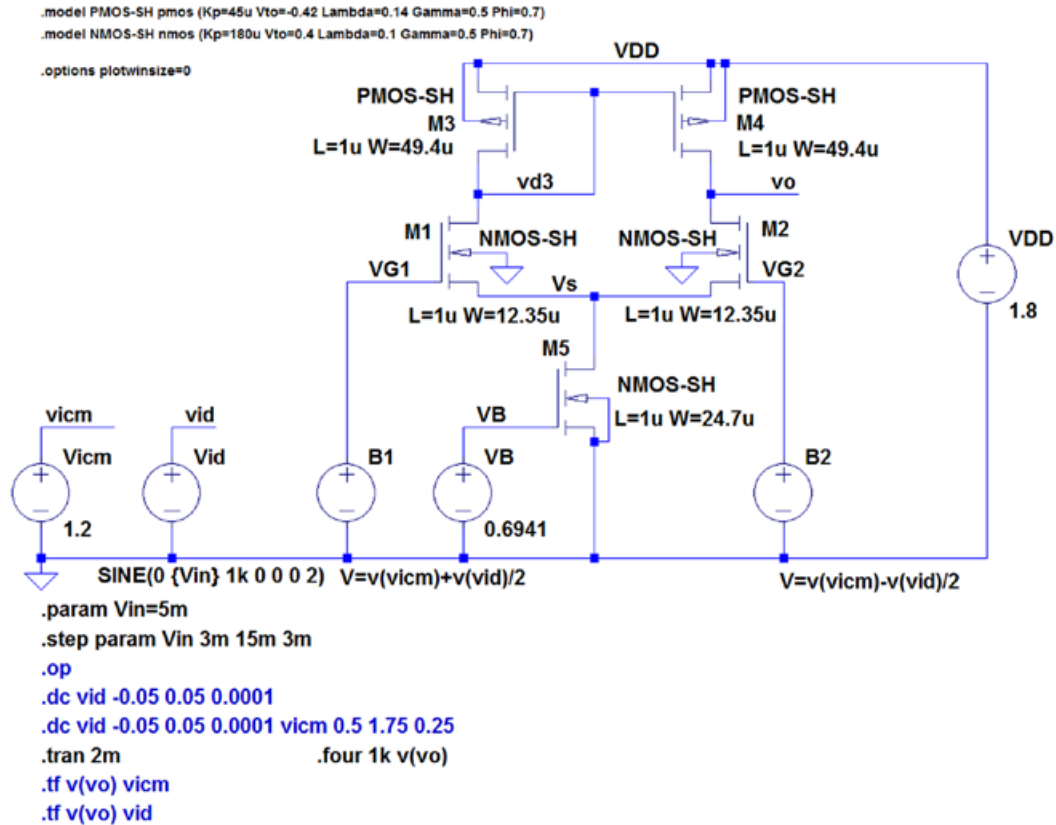 .model PMOS-SH pmos (Kp=45u Vto=-0.42 Lambda=0.14 Gamma=0.5 Phi=0.7)
.model NMOS-SH nmos (Kp=180u Vto=0.4 Lambda=0.1 Gamma=0.5 Phi=0.7)
.options plotwinsize=0
VDD
PMOS-SH
M3
L=1u W=49.4u
PMOS-SH
M4
L=1u W=49.4u
vd3
vo
M1
NMOS-SH
VG1
L=1u W=12.35u
NMOS-SH
M2
VG2
L=1u W=12.35u
Vs
VDD
1.8
M5
NMOS-SH
L=1u W=24.7u
VB
vicm
vid
Vicm
1.2
Vid
B1
VB
0.6941
B2
SINE(0 {Vin} 1k 0 0 0 2)
V=v(vicm)+v(vid)/2
V=v(vicm)-v(vid)/2
.param Vin=5m
.step param Vin 3m 15m 3m
.op
.dc vid -0.05 0.05 0.0001
.dc vid -0.05 0.05 0.0001 vicm 0.5 1.75 0.25
.tran 2m
.four 1k v(vo)
.tf v(vo) vicm
.tf v(vo) vid